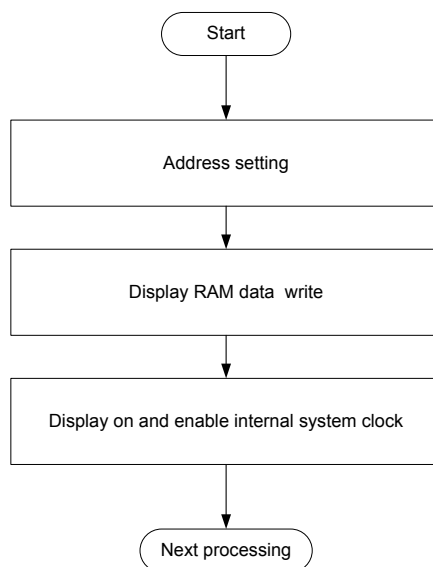 Start
Address setting
Display RAM data  write
Display on and enable internal system clock
Next processing